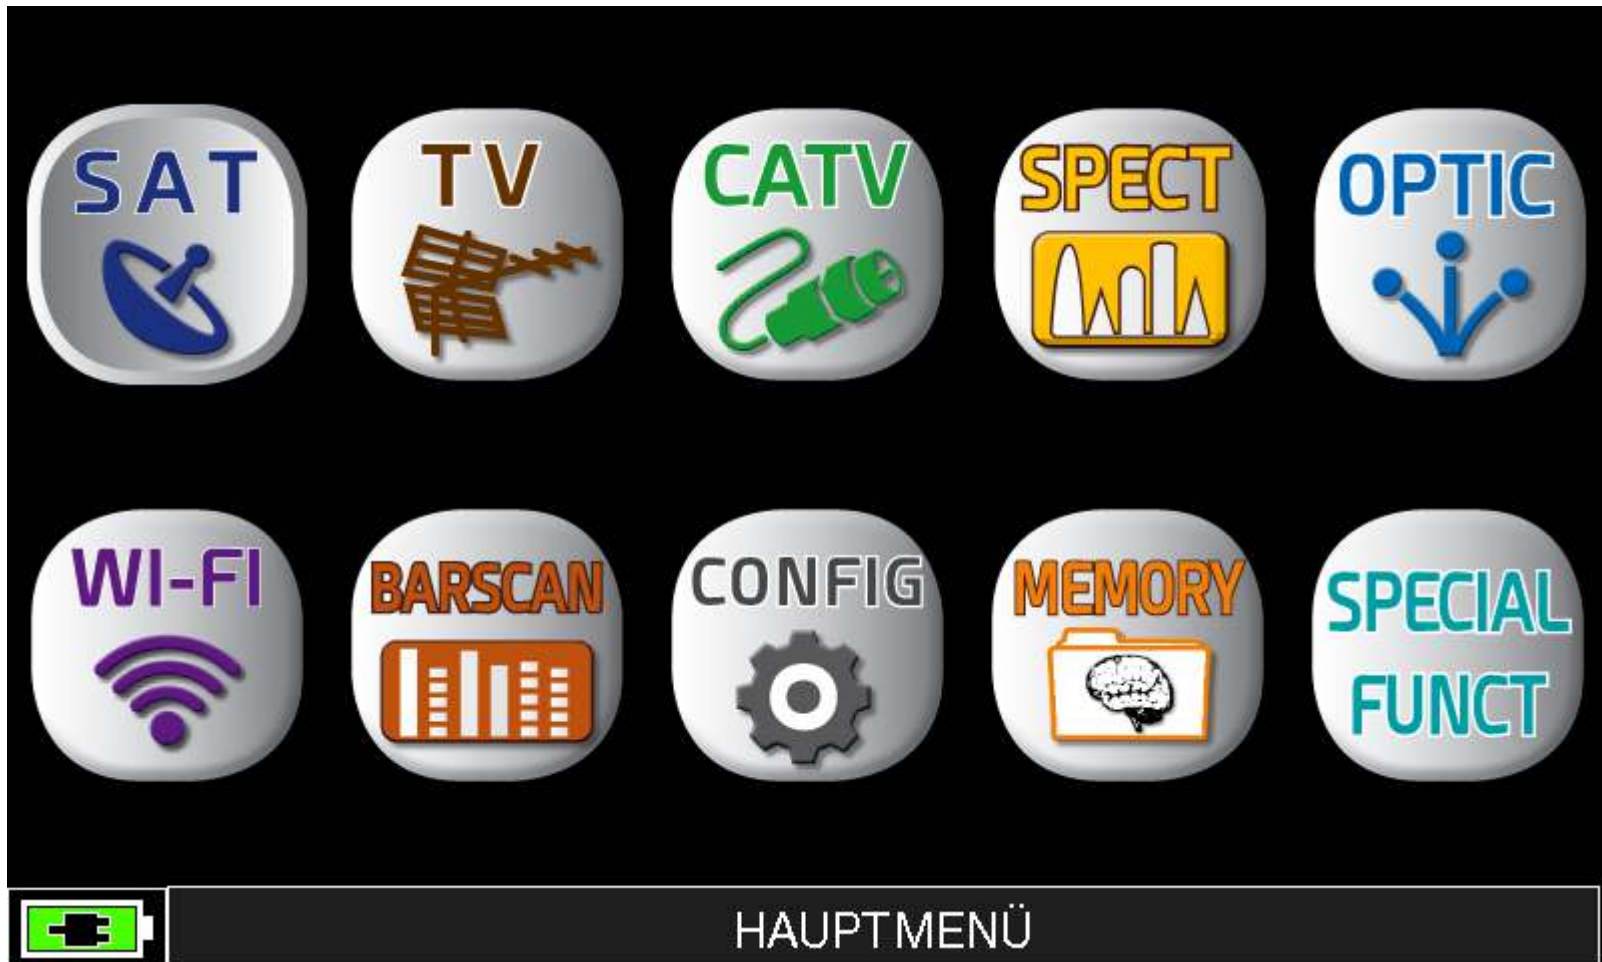 SAT
TV
CATV
SPECT
OPTIC
WI-FI
BARSCAN
CONFIG
MEMORY
SPECIAL
FUNCT
HAUPTMENÜ